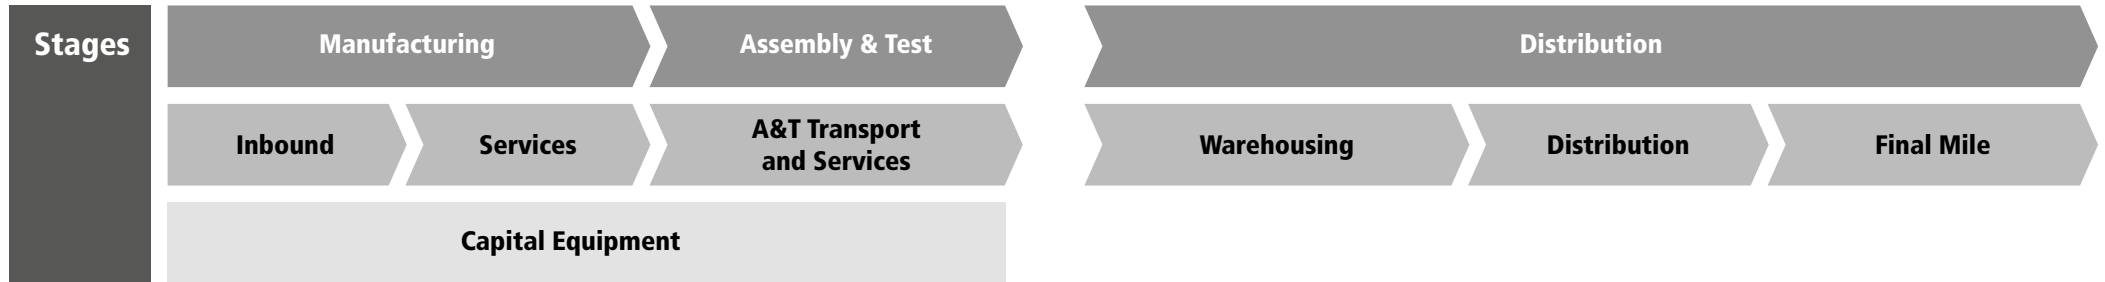 Stages
Manufacturing
Assembly & Test
Distribution
Inbound
Services
A&T Transport
and Services
Warehousing
Distribution
Final Mile
Capital Equipment